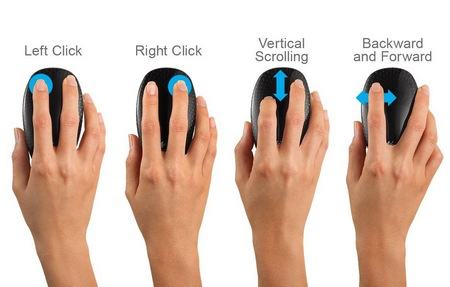 Left Click
Right Click
Vertical
Scrolling
Backward
and Forward